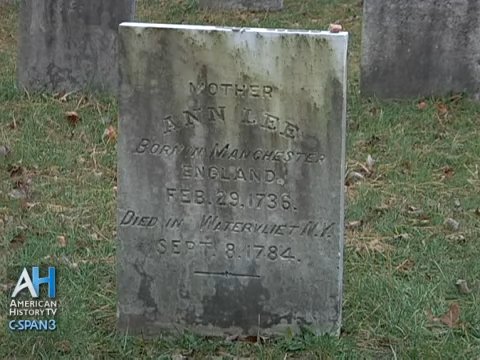 MOTHER
ANN LEE
BORN IN MANCHESTER
ENGLAND.
FEB. 29. 1736.
DIED IN WATERVLIET N.Y.
SEPT. 8. 1784.
AH
AMERICAN
HISTORY TV
C-SPAN3